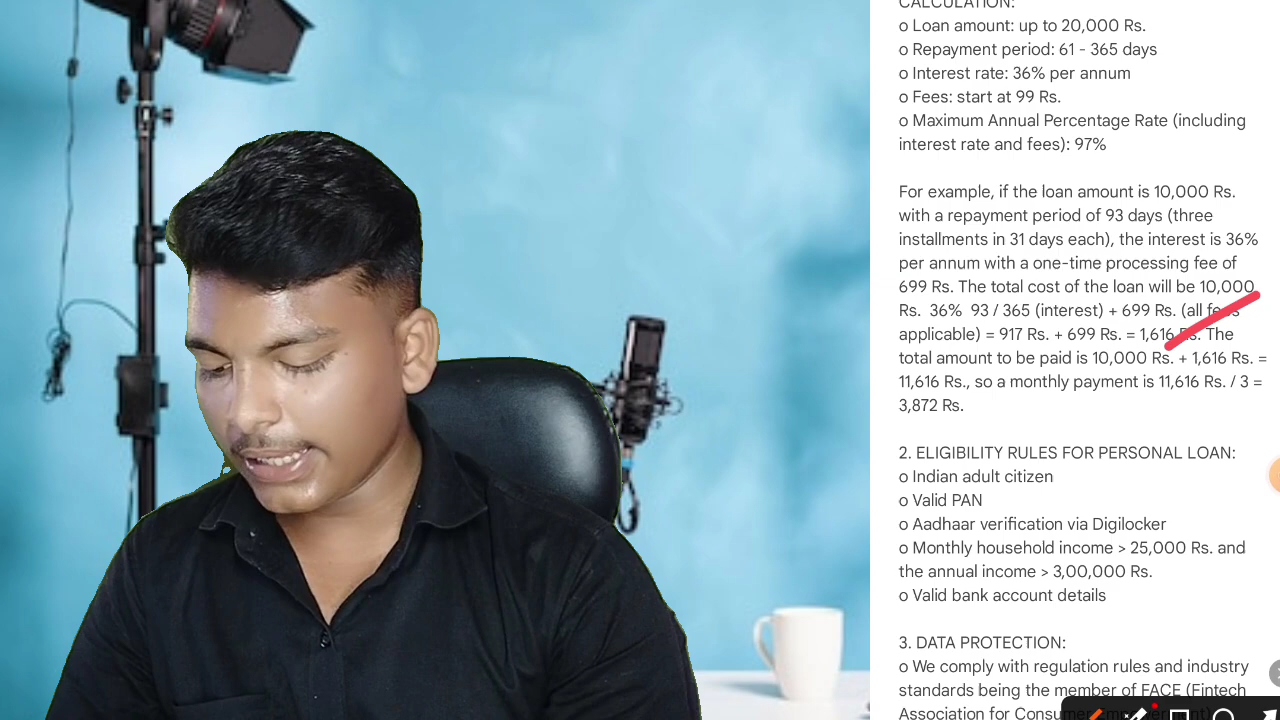 CALCULATION:
o Loan amount: up to 20,000 Rs.
o Repayment period: 61 - 365 days
o Interest rate: 36% per annum
o Fees: start at 99 Rs.
o Maximum Annual Percentage Rate (including
interest rate and fees): 97%
For example, if the loan amount is 10,000 Rs.
with a repayment period of 93 days (three
installments in 31 days each), the interest is 36%
per annum with a one-time processing fee of
699 Rs. The total cost of the loan will be 10,000
Rs.  36%  93 / 365 (interest) + 699 Rs. (all fees
applicable) = 917 Rs. + 699 Rs. = 1,616 Rs. The
total amount to be paid is 10,000 Rs. + 1,616 Rs. =
11,616 Rs., so a monthly payment is 11,616 Rs. / 3 =
3,872 Rs.
2. ELIGIBILITY RULES FOR PERSONAL LOAN:
o Indian adult citizen
o Valid PAN
o Aadhaar verification via Digilocker
o Monthly household income > 25,000 Rs. and
the annual income > 3,00,000 Rs.
o Valid bank account details
3. DATA PROTECTION:
o We comply with regulation rules and industry
standards being the member of FACE (Fintech
Association for Consumer